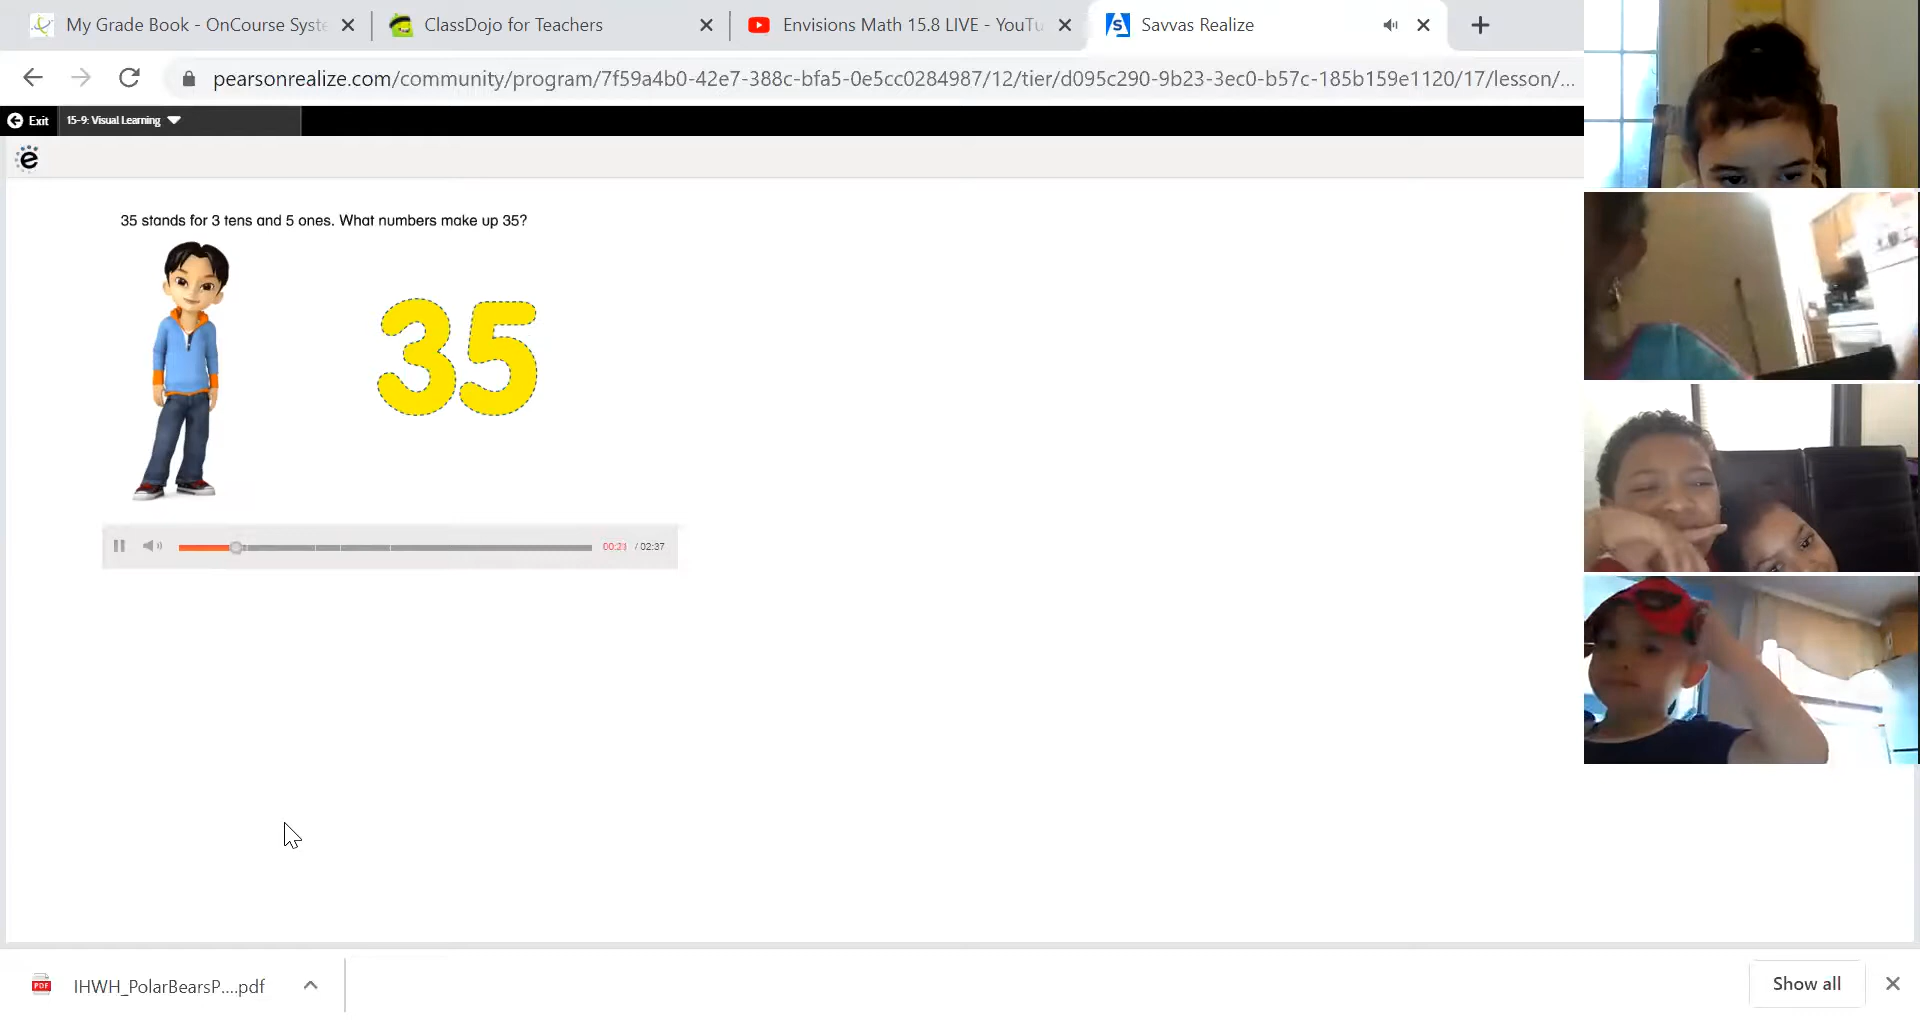 My Grade Book - OnCourse Syste
ClassDojo for Teachers
Envisions Math 15.8 LIVE - YouTu
Savvas Realize
pearsonrealize.com/community/program/7f59a4b0-42e7-388c-bfa5-0e5cc0284987/12/tier/d095c290-9b23-3ec0-b57c-185b159e1120/17/lesson/...
Exit
15-9: Visual Learning
e
35 stands for 3 tens and 5 ones. What numbers make up 35?
35
00:21 / 02:37
PDF
IHWH_PolarBearsP....pdf
Show all